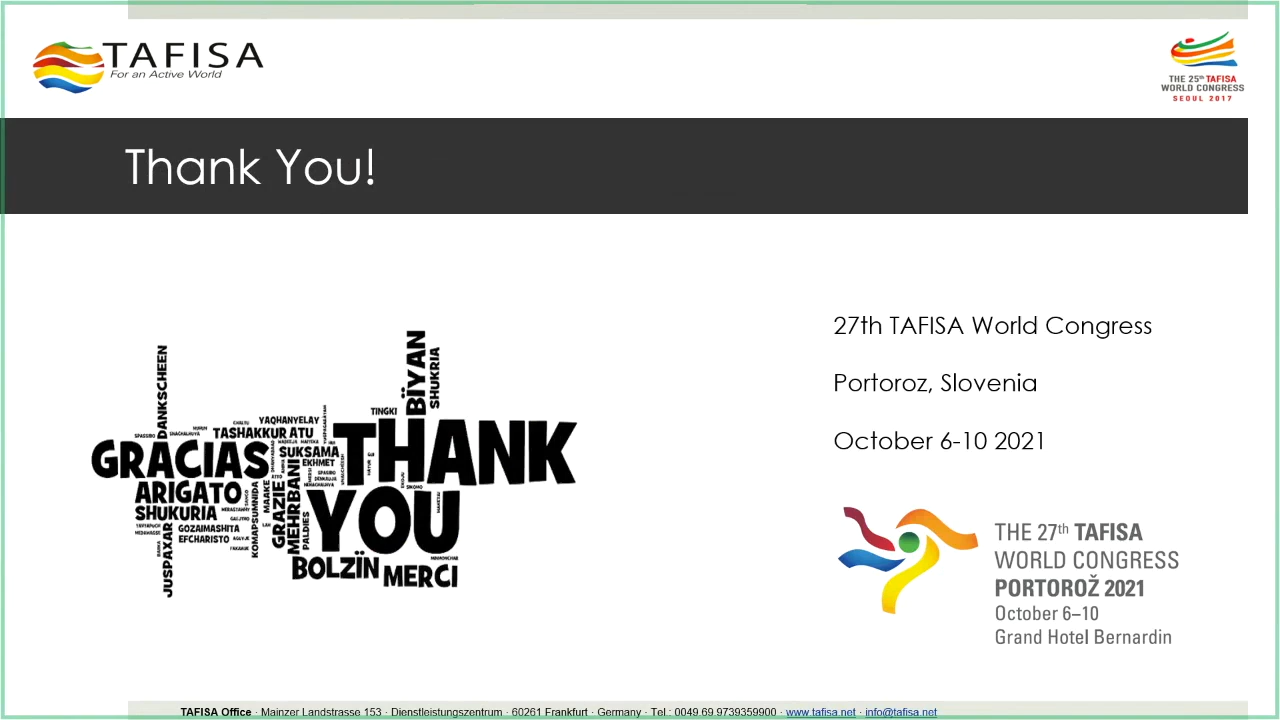 TAFISA
For an Active World
THE 25th TAFISA
WORLD CONGRESS
SEOUL 2017
Thank You!
27th TAFISA World Congress
Portoroz, Slovenia
October 6-10 2021
DANKSCHEEN
BÏYAN
SHUKRIA
TINGKI
YAQHANYELAY
TASHAKKUR ATU
GRACIAS
SUKSAMA
EKHMET
THANK
ARIGATO
SHUKURIA
GOZAIMASHITA
EFCHARISTO
JUSPAXAR
KOMAPSUMNIDA
MAAKE
GRAZIE
MEHRBANI
PALDIES
YOU
BOLZÏN
MERCI
THE 27th TAFISA
WORLD CONGRESS
PORTOROŽ 2021
October 6–10
Grand Hotel Bernardin
TAFISA Office · Mainzer Landstrasse 153 · Dienstleistungszentrum · 60261 Frankfurt · Germany · Tel.: 0049.69.9739359900 · www.tafisa.net · info@tafisa.net